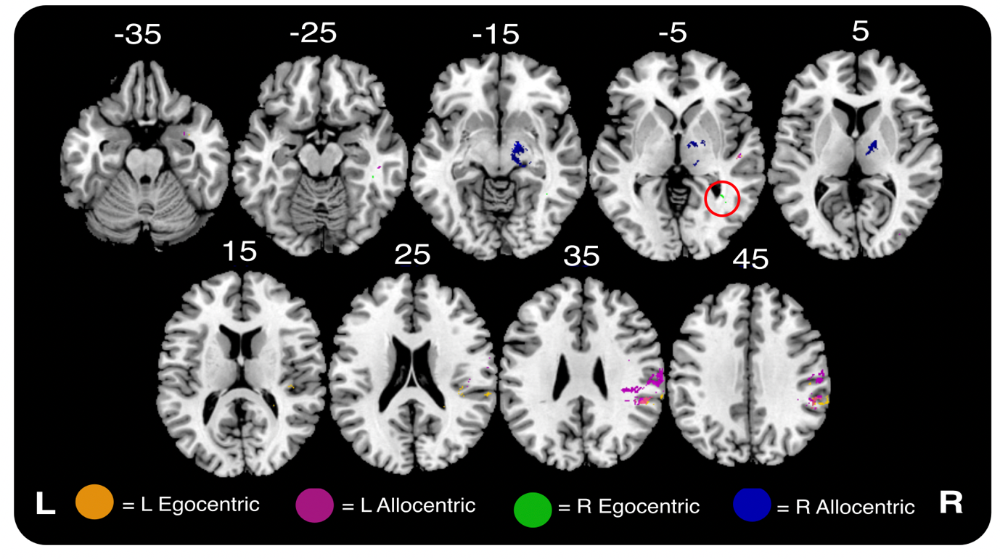 -35 -25 -15 -5 5
15 25 35 45
L = L Egocentric = L Allocentric = R Egocentric = R Allocentric R